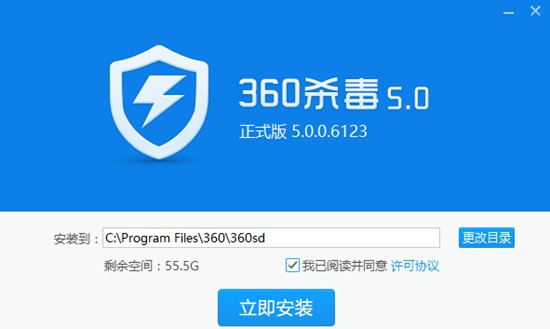 360杀毒 5.0
正式版 5.0.0.6123
安装到： C:\Program Files\360\360sd 更改目录
剩余空间：55.5G 我已阅读并同意 许可协议
立即安装